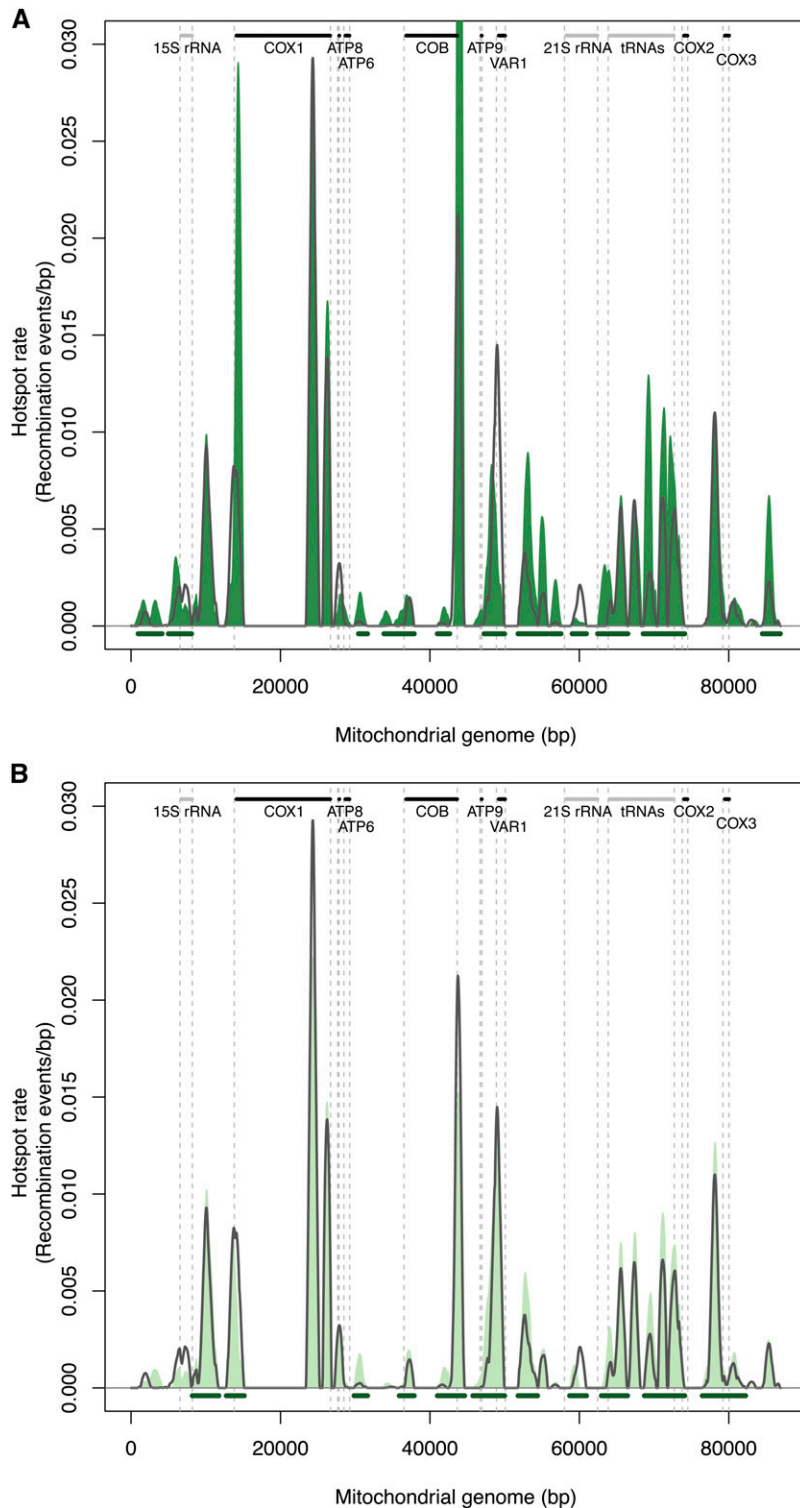 A
15S rRNA COX1 ATP8 COB ATP9 21S rRNA tRNAs COX2
ATP6 VAR1 COX3
0.030
0.025
0.020
0.015
0.010
0.005
0.000
Hotspot rate
(Recombination events/bp)
0 20000 40000 60000 80000
Mitochondrial genome (bp)
B
15S rRNA COX1 ATP8 COB ATP9 21S rRNA tRNAs COX2
ATP6 VAR1 COX3
0.030
0.025
0.020
0.015
0.010
0.005
0.000
Hotspot rate
(Recombination events/bp)
0 20000 40000 60000 80000
Mitochondrial genome (bp)